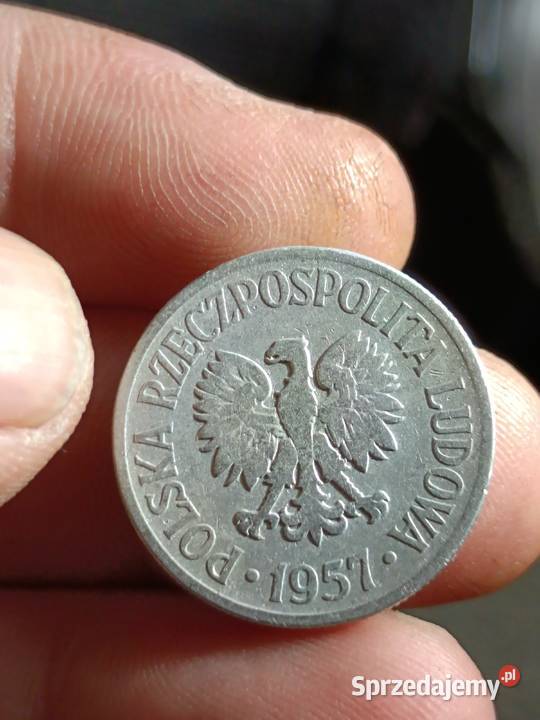 POLSKA RZECZPOSPOLITA LUDOWA
· 1957 ·
Sprzedajemy.pl